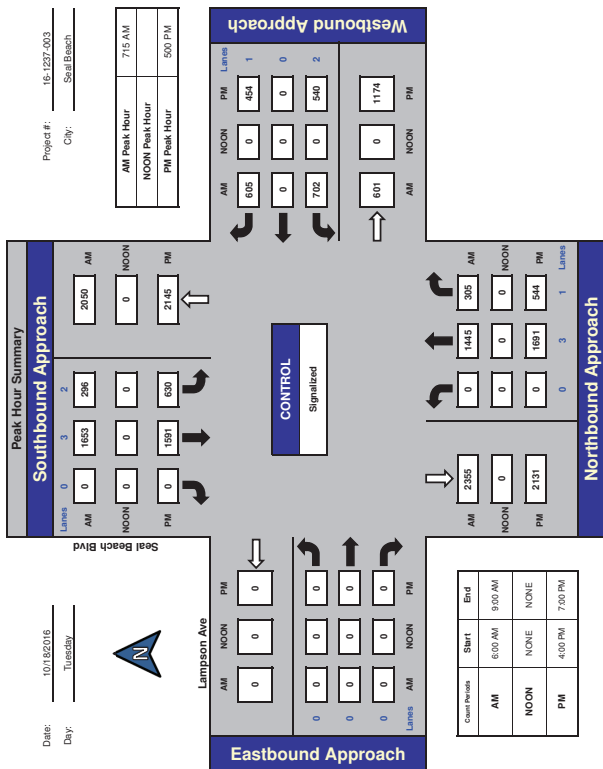 Peak Hour Summary
Date: 10/18/2016
Day: Tuesday
N
Project #: 16-1237-003
City: Seal Beach
AM Peak Hour 715 AM
NOON Peak Hour
PM Peak Hour 500 PM
Southbound Approach
Lanes 0 3 2
AM 0 1653 296 2050 AM
NOON 0 0 0 0 NOON
PM 0 1591 630 2145 PM
Seal Beach Blvd
Lampson Ave
Westbound Approach
AM NOON PM Lanes
605 0 454 1
0 0 0 0
702 0 540 2
601 0 1174
AM NOON PM
CONTROL
Signalized
Eastbound Approach
AM NOON PM
0 0 0
0 0 0 0
0 0 0 0
0 0 0 0
Lanes AM NOON PM
AM 2355 0 1445 305 AM
NOON 0 0 0 0 NOON
PM 2131 0 1691 544 PM
0 3 1 Lanes
Northbound Approach
Count Periods Start End
AM 6:00 AM 9:00 AM
NOON NONE NONE
PM 4:00 PM 7:00 PM